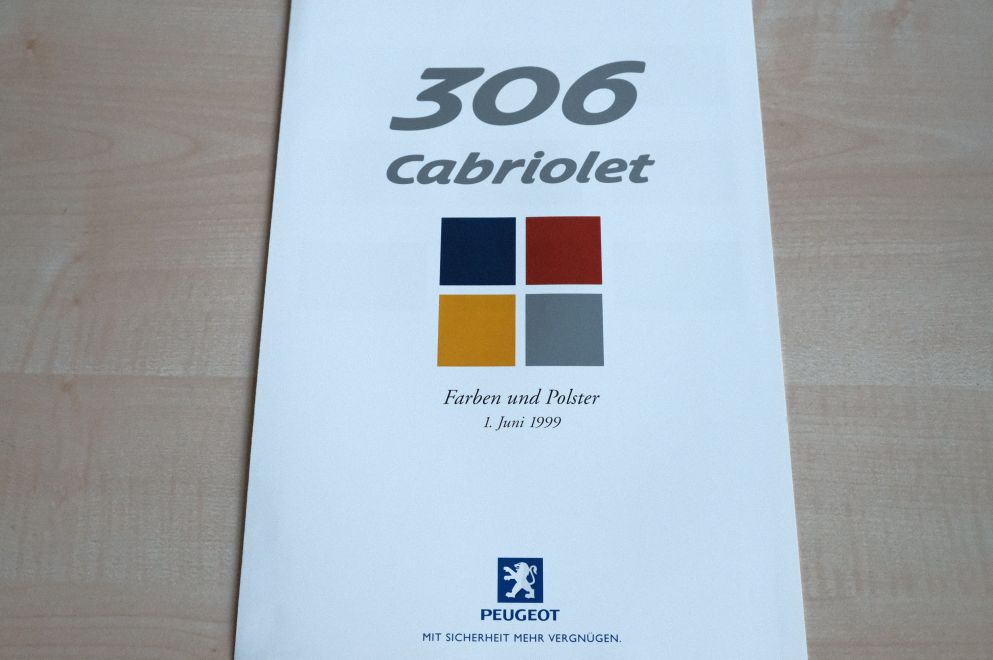 306
Cabriolet
Farben und Polster
1. Juni 1999
PEUGEOT
MIT SICHERHEIT MEHR VERGNÜGEN.